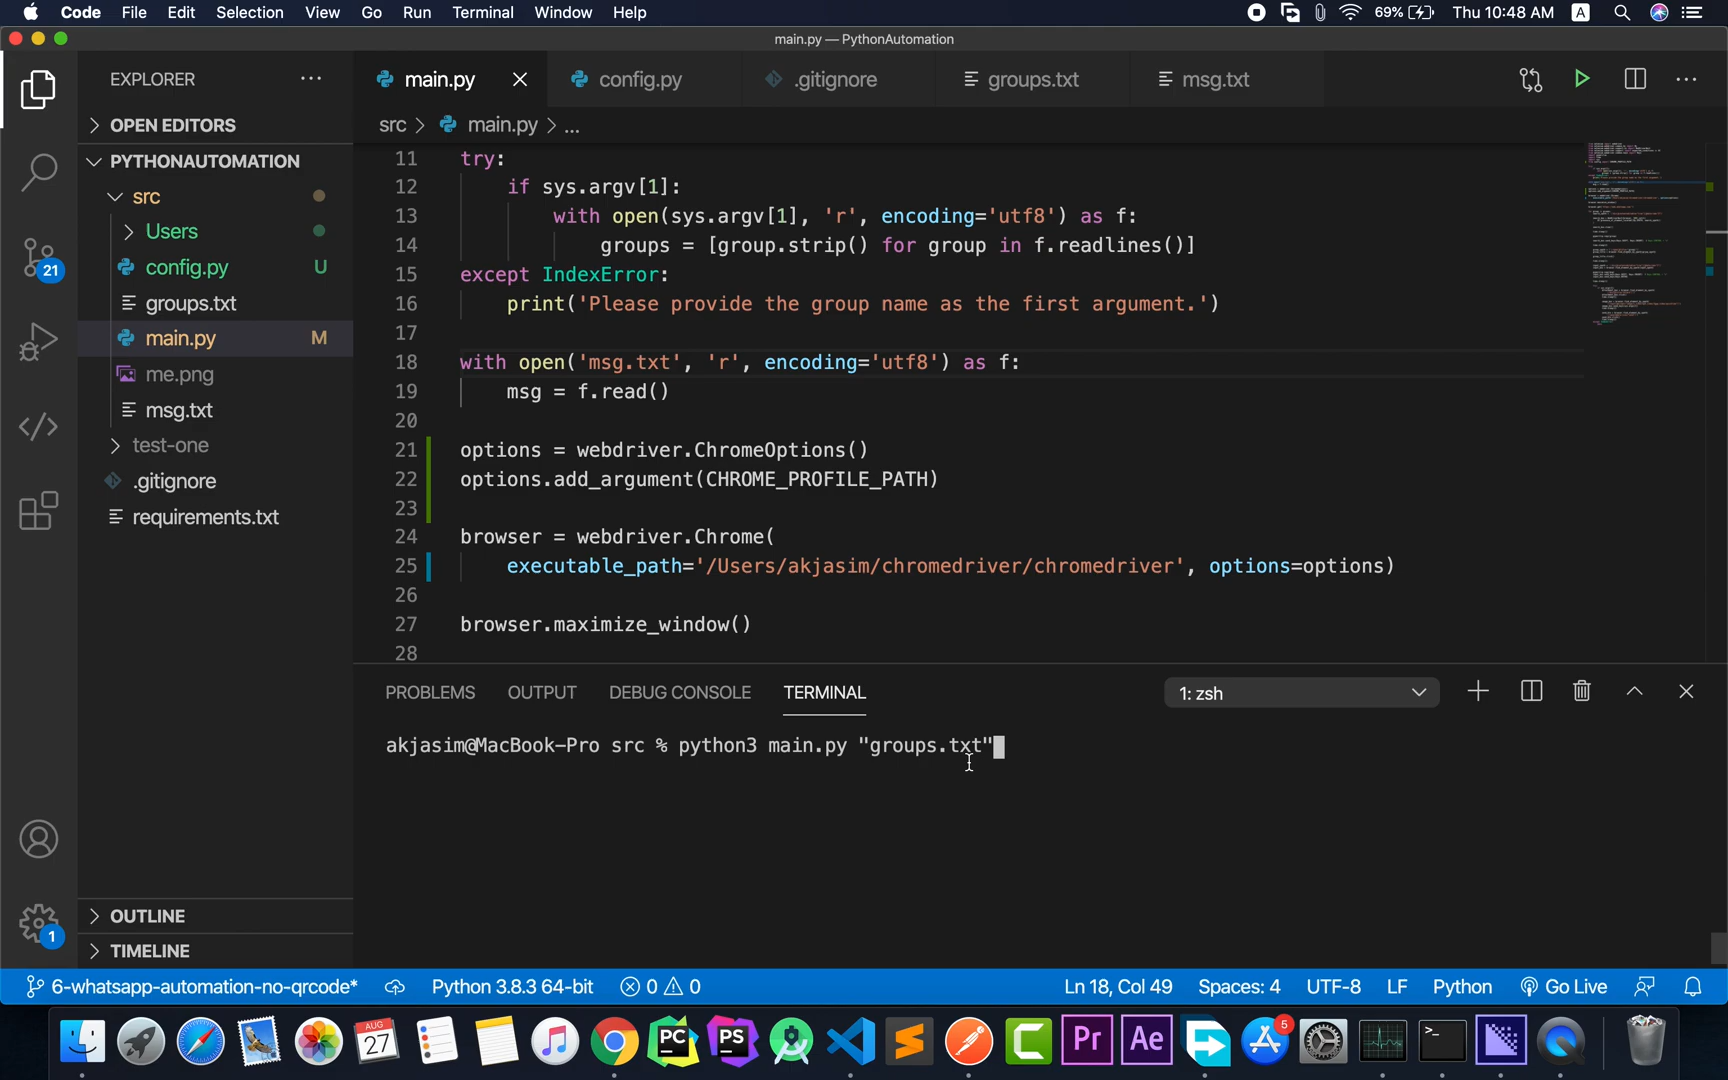 Code File Edit Selection View Go Run Terminal Window Help 69% Thu 10:48 AM A
main.py — PythonAutomation
EXPLORER
main.py config.py .gitignore groups.txt msg.txt
OPEN EDITORS
src > main.py > ...
PYTHONAUTOMATION
src
Users
config.py U
groups.txt
main.py M
me.png
msg.txt
test-one
.gitignore
requirements.txt
21
11 try:
12 if sys.argv[1]:
13 with open(sys.argv[1], 'r', encoding='utf8') as f:
14 groups = [group.strip() for group in f.readlines()]
15 except IndexError:
16 print('Please provide the group name as the first argument.')
17
18 with open('msg.txt', 'r', encoding='utf8') as f:
19 msg = f.read()
20
21 options = webdriver.ChromeOptions()
22 options.add_argument(CHROME_PROFILE_PATH)
23
24 browser = webdriver.Chrome(
25 executable_path='/Users/akjasim/chromedriver/chromedriver', options=options)
26
27 browser.maximize_window()
28
PROBLEMS OUTPUT DEBUG CONSOLE TERMINAL 1: zsh
akjasim@MacBook-Pro src % python3 main.py "groups.txt"
OUTLINE
1
TIMELINE
6-whatsapp-automation-no-qrcode* Python 3.8.3 64-bit 0 0 Ln 18, Col 49 Spaces: 4 UTF-8 LF Python Go Live
AUG
27
PC PS Pr Ae 5 >_